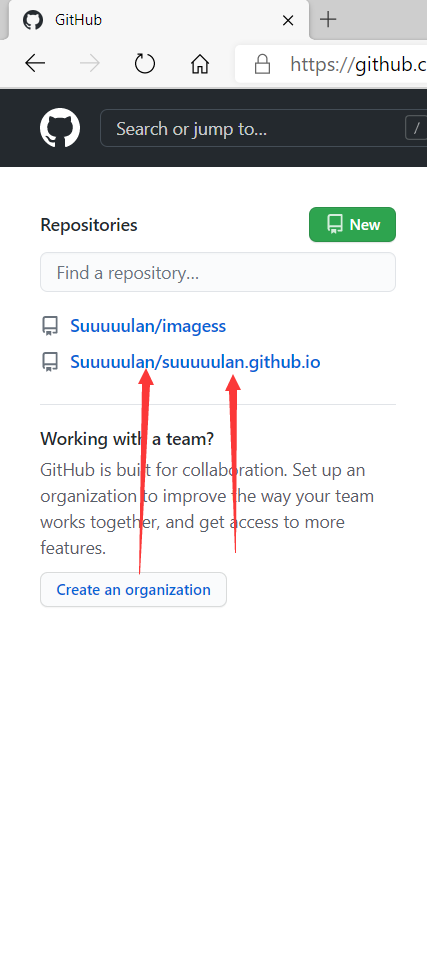 GitHub
https://github.c
Search or jump to...
/
Repositories
New
Find a repository...
Suuuuulan/imagess
Suuuuulan/suuuuulan.github.io
Working with a team?
GitHub is built for collaboration. Set up an
organization to improve the way your team
works together, and get access to more
features.
Create an organization